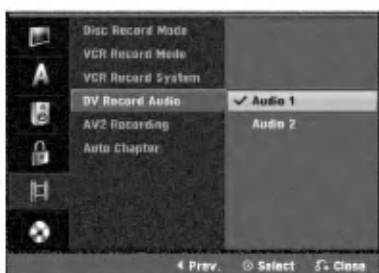 Disc Record Mode
VCR Record Mode
VCR Record System
DV Record Audio
✓ Audio 1
AV2 Recording
Audio 2
Auto Chapter
Prev.
Select
Close